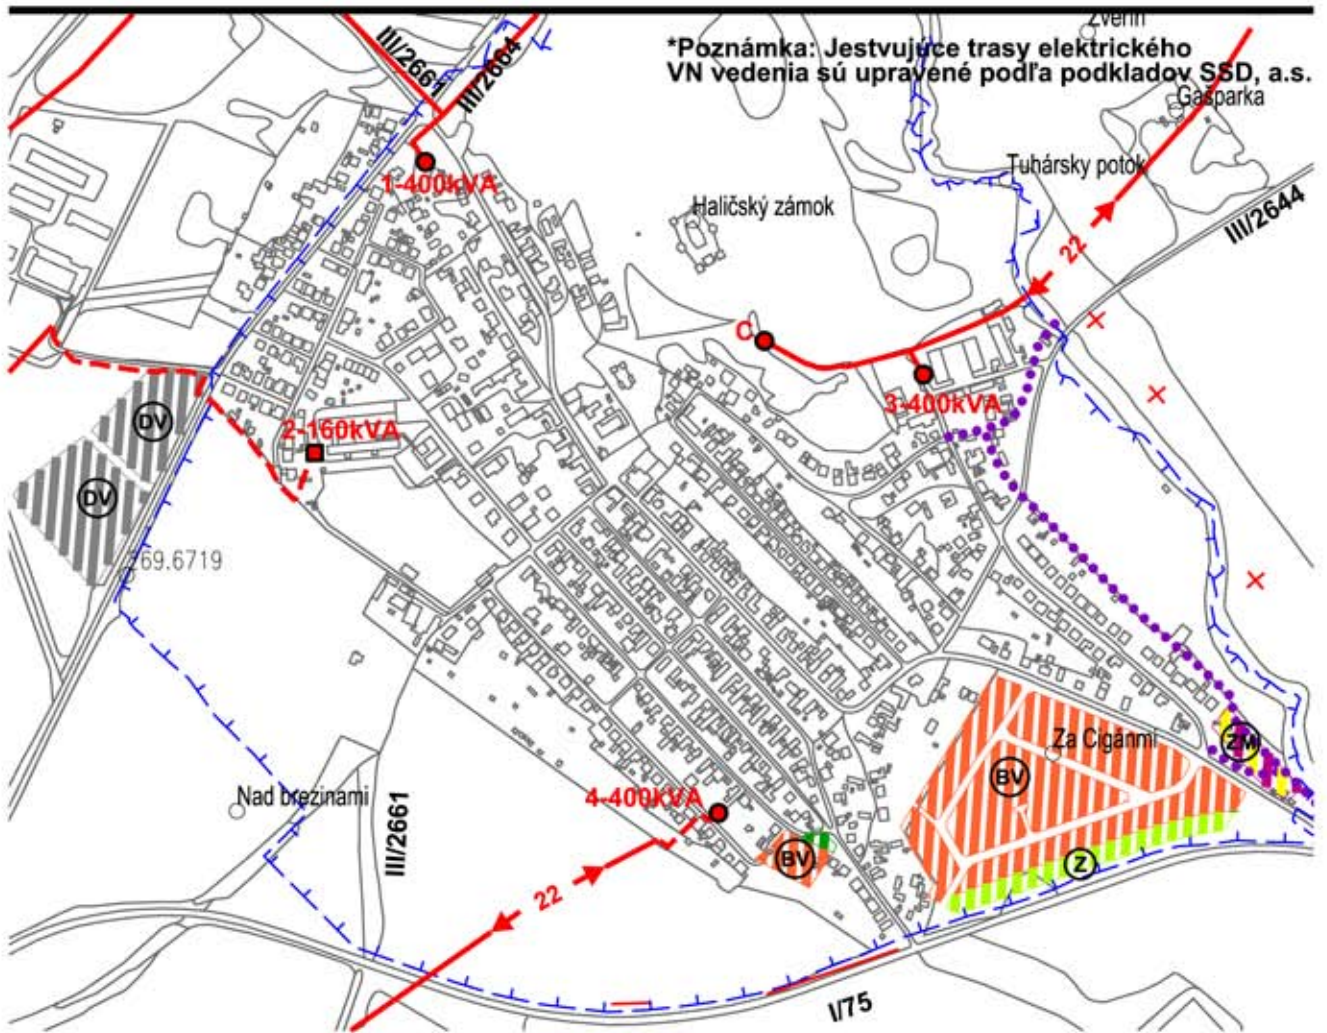 Zverín
*Poznámka: Jestvujúce trasy elektrického
VN vedenia sú upravené podľa podkladov SSD, a.s.
III/2661
III/2664
Gašparka
1-400kVA
Tuhársky potok
Haličský zámok
III/2644
22
C
3-400kVA
DV
2-160kVA
DV
269.6719
ZM
Za Cigánmi
BV
Nad brezinami
4-400kVA
III/2661
BV
Z
22
I/75